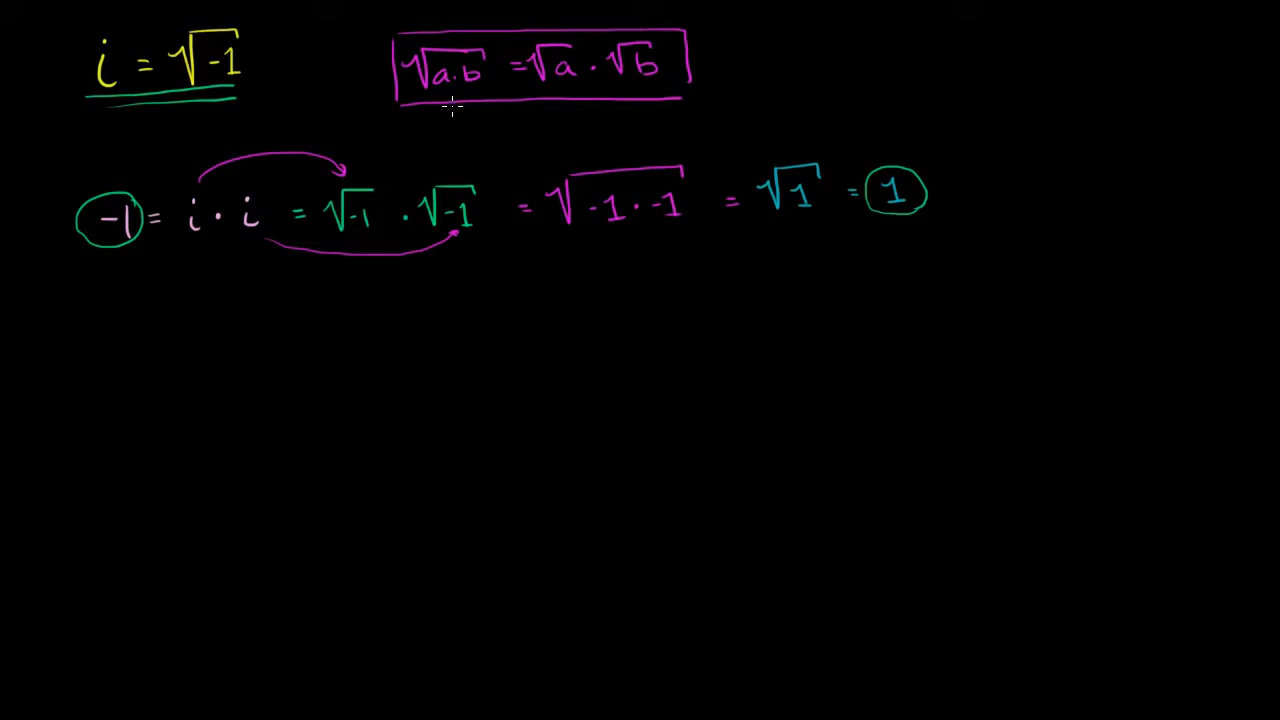 i = √-1
√a·b = √a · √b
-1 = i · i = √-1 · √-1 = √-1 · -1 = √1 = 1